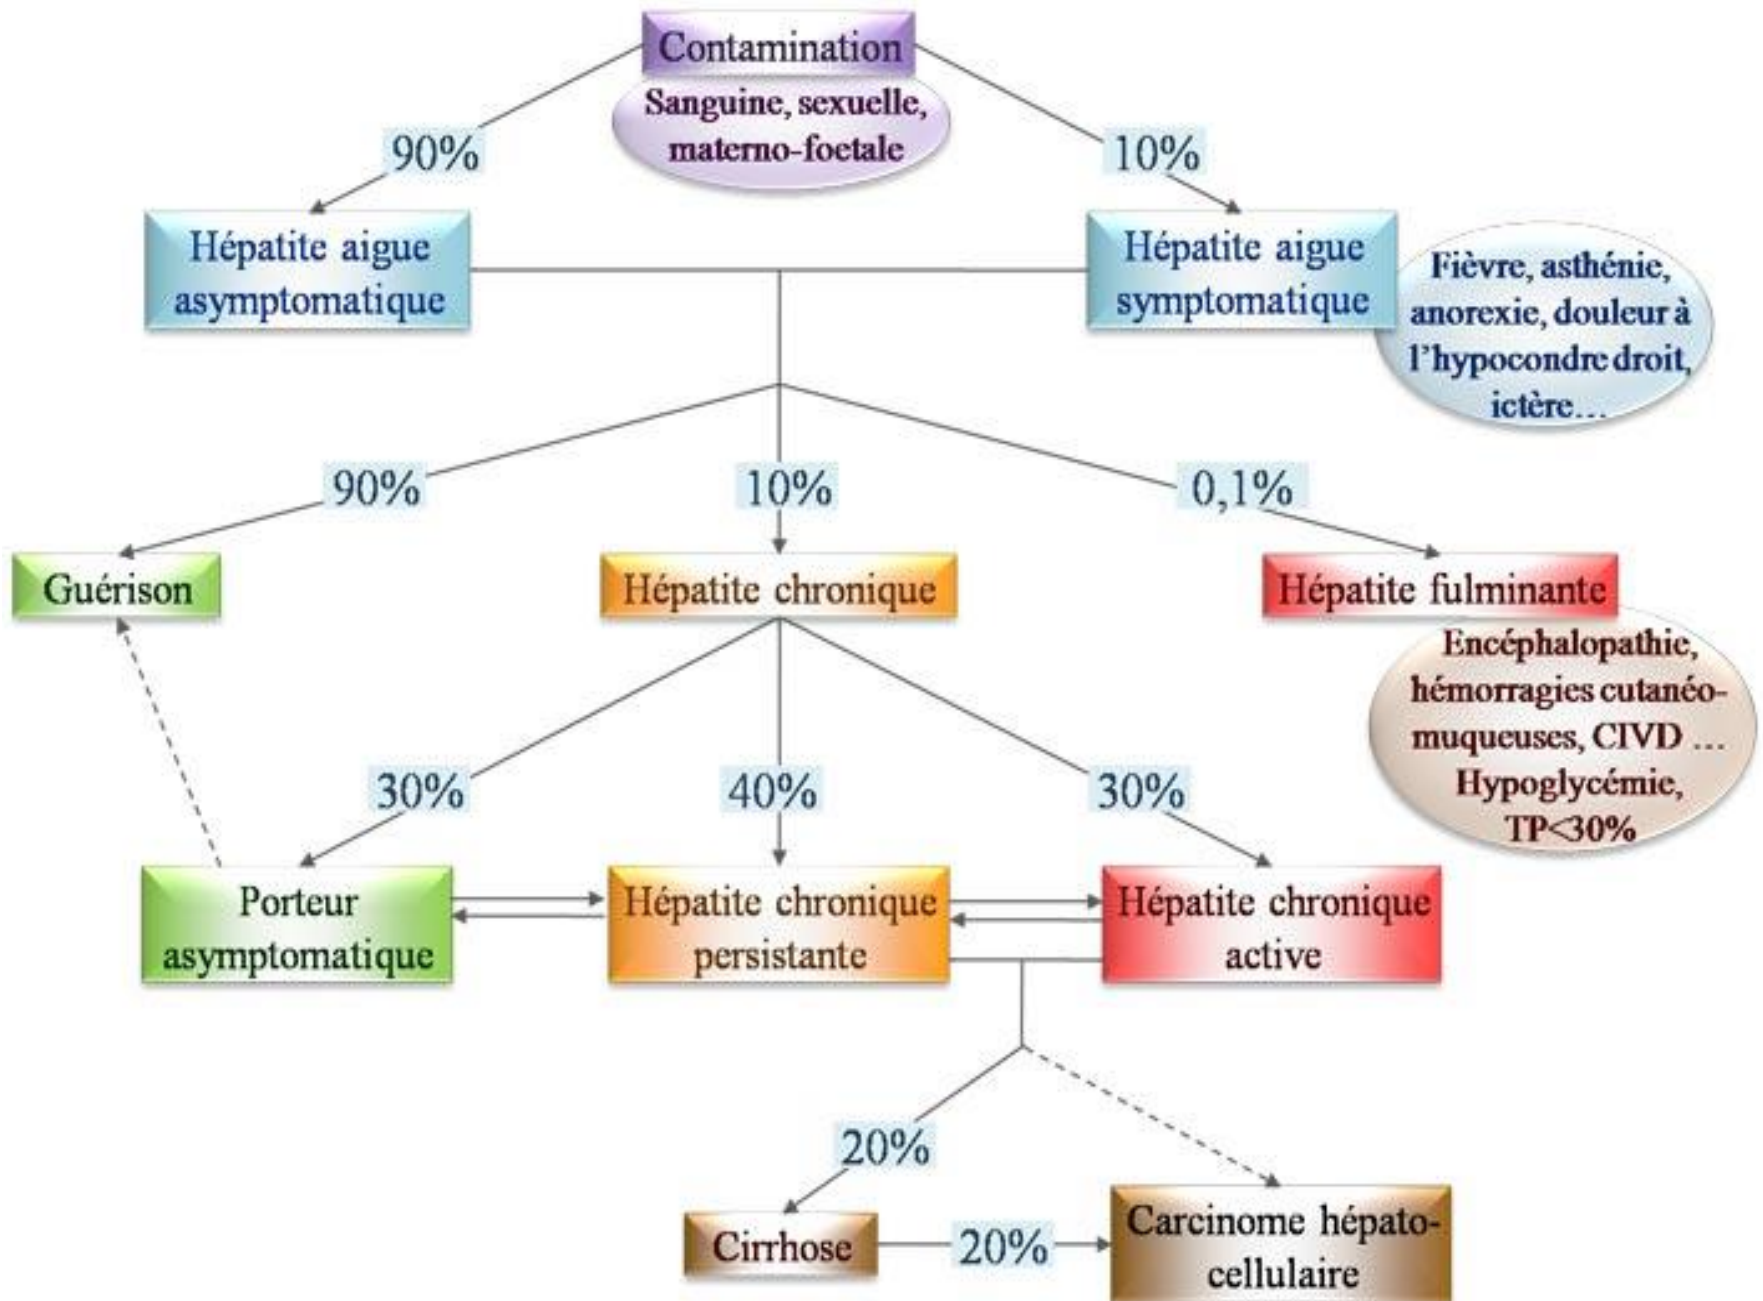 Contamination
Sanguine, sexuelle,
materno-foetale
90%
10%
Hépatite aigue
asymptomatique
Hépatite aigue
symptomatique
Fièvre, asthénie,
anorexie, douleur à
l'hypocondre droit,
ictère…
90%
10%
0,1%
Guérison
Hépatite chronique
Hépatite fulminante
Encéphalopathie,
hémorragies cutanéo-
muqueuses, CIVD …
Hypoglycémie,
TP<30%
30%
40%
30%
Porteur
asymptomatique
Hépatite chronique
persistante
Hépatite chronique
active
20%
Cirrhose
20%
Carcinome hépato-
cellulaire